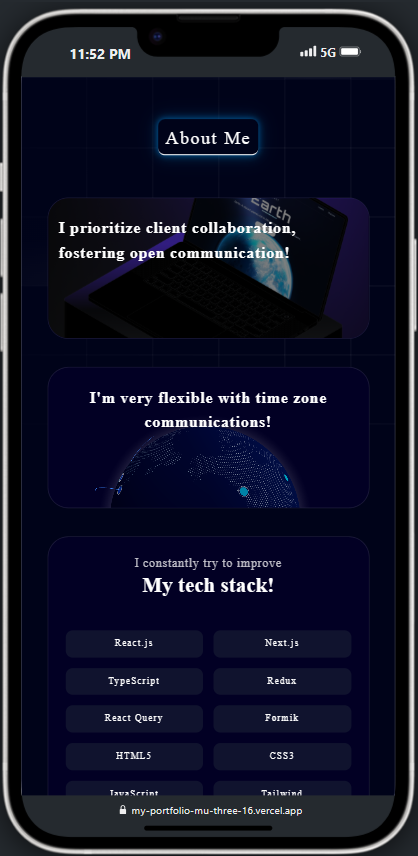 11:52 PM
5G
About Me
earth
I prioritize client collaboration,
fostering open communication!
I'm very flexible with time zone
communications!
I constantly try to improve
My tech stack!
React.js
Next.js
TypeScript
Redux
React Query
Formik
HTML5
CSS3
JavaScript
Tailwind
my-portfolio-mu-three-16.vercel.app